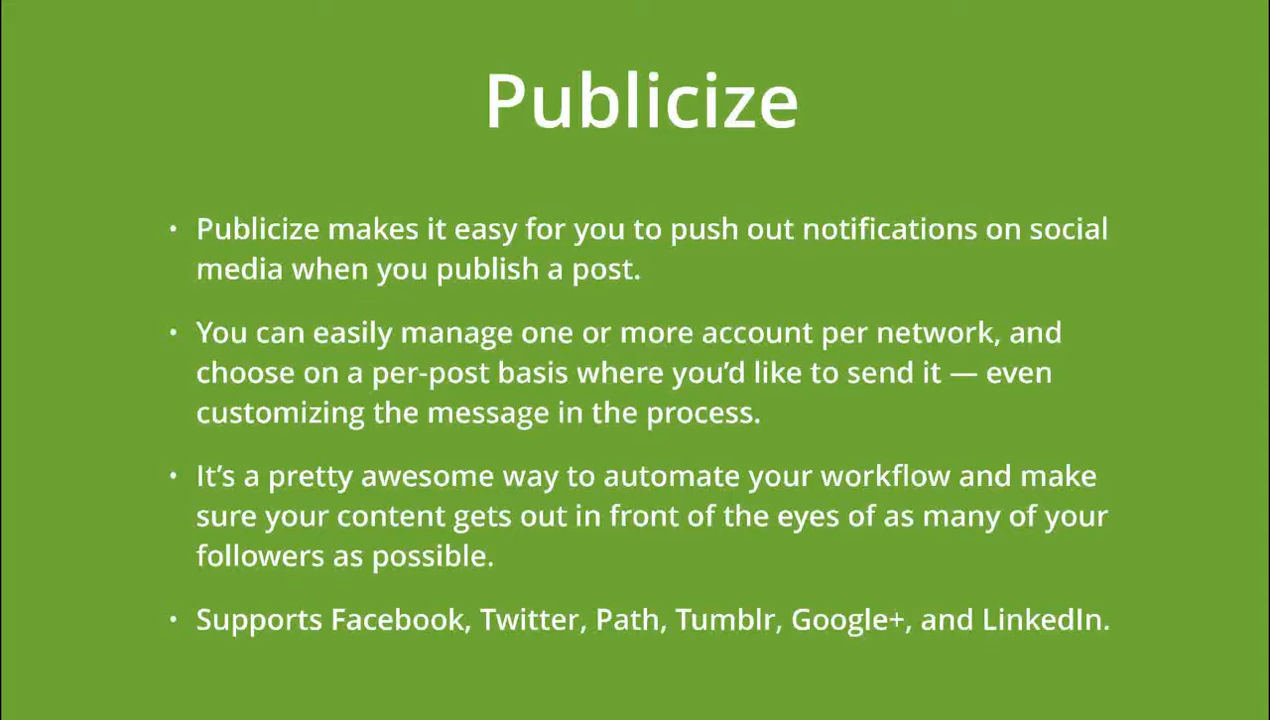 Publicize
• Publicize makes it easy for you to push out notifications on social
media when you publish a post.
• You can easily manage one or more account per network, and
choose on a per-post basis where you’d like to send it — even
customizing the message in the process.
• It’s a pretty awesome way to automate your workflow and make
sure your content gets out in front of the eyes of as many of your
followers as possible.
• Supports Facebook, Twitter, Path, Tumblr, Google+, and LinkedIn.